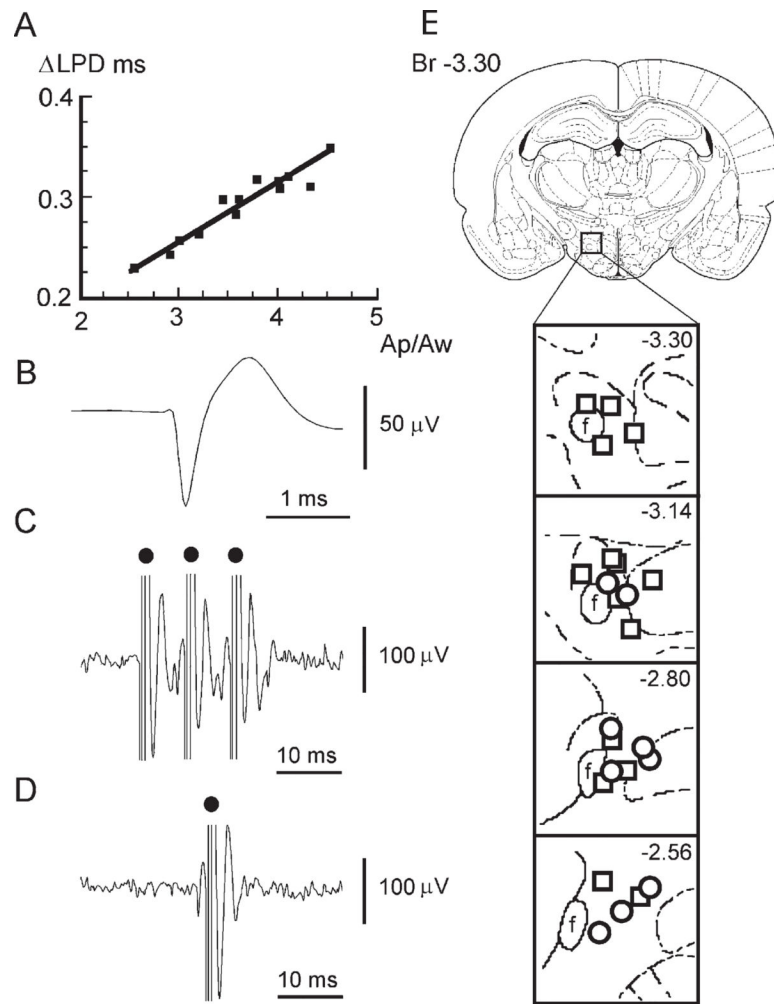 A
ΔLPD ms
0.4
0.3
0.2
2 3 4 5
Ap/Aw
B
50 μV
1 ms
C
100 μV
10 ms
D
100 μV
10 ms
E
Br -3.30
-3.30
f
-3.14
f
-2.80
f
-2.56
f